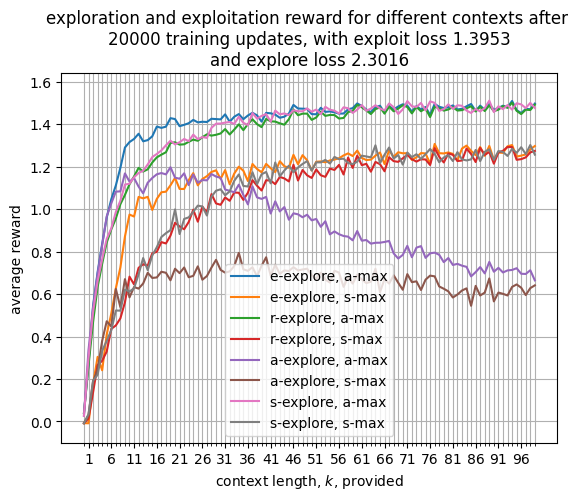 exploration and exploitation reward for different contexts after
20000 training updates, with exploit loss 1.3953
and explore loss 2.3016
average reward
1.6
1.4
1.2
1.0
0.8
0.6
0.4
0.2
0.0
e-explore, a-max
e-explore, s-max
r-explore, a-max
r-explore, s-max
a-explore, a-max
a-explore, s-max
s-explore, a-max
s-explore, s-max
1 6 11 16 21 26 31 36 41 46 51 56 61 66 71 76 81 86 91 96
context length, k, provided